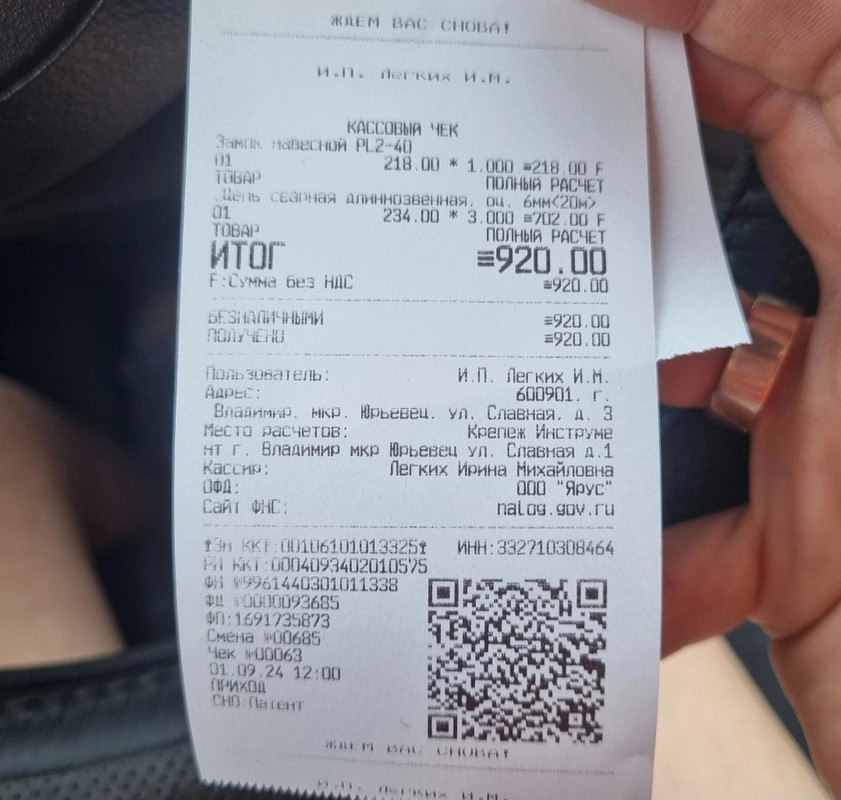 ЖДЕМ ВАС СНОВА!
И.П. Легких И.М.
КАССОВЫЙ ЧЕК
Замок навесной PL2-40
01 218.00 * 1.000 ≡218.00 F
ТОВАР ПОЛНЫЙ РАСЧЕТ
Цепь сварная длиннозвенная, оц. 6мм<20м>
01 234.00 * 3.000 ≡702.00 F
ТОВАР ПОЛНЫЙ РАСЧЕТ
ИТОГ ≡920.00
F:Сумма без НДС ≡920.00
БЕЗНАЛИЧНЫМИ ≡920.00
ПОЛУЧЕНО ≡920.00
Пользователь: И.П. Легких И.М.
Адрес: 600901, г.
Владимир, мкр. Юрьевец, ул. Славная, д. 3
Место расчетов: Крепеж Инструме
нт г. Владимир мкр Юрьевец ул. Славная д.1
Кассир: Легких Ирина Михайловна
ОФД: ООО "Ярус"
Сайт ФНС: nalog.gov.ru
ЗН ККТ:00106101013325 ИНН:332710308464
РН ККТ:0004093402010575
ФН №9961440301011338
ФД №0000093685
ФП:1691735873
Смена №00685
Чек №00063
01.09.24 12:00
ПРИХОД
СНО:Патент
ЖДЕМ ВАС СНОВА!
И.П. Легких И.М.